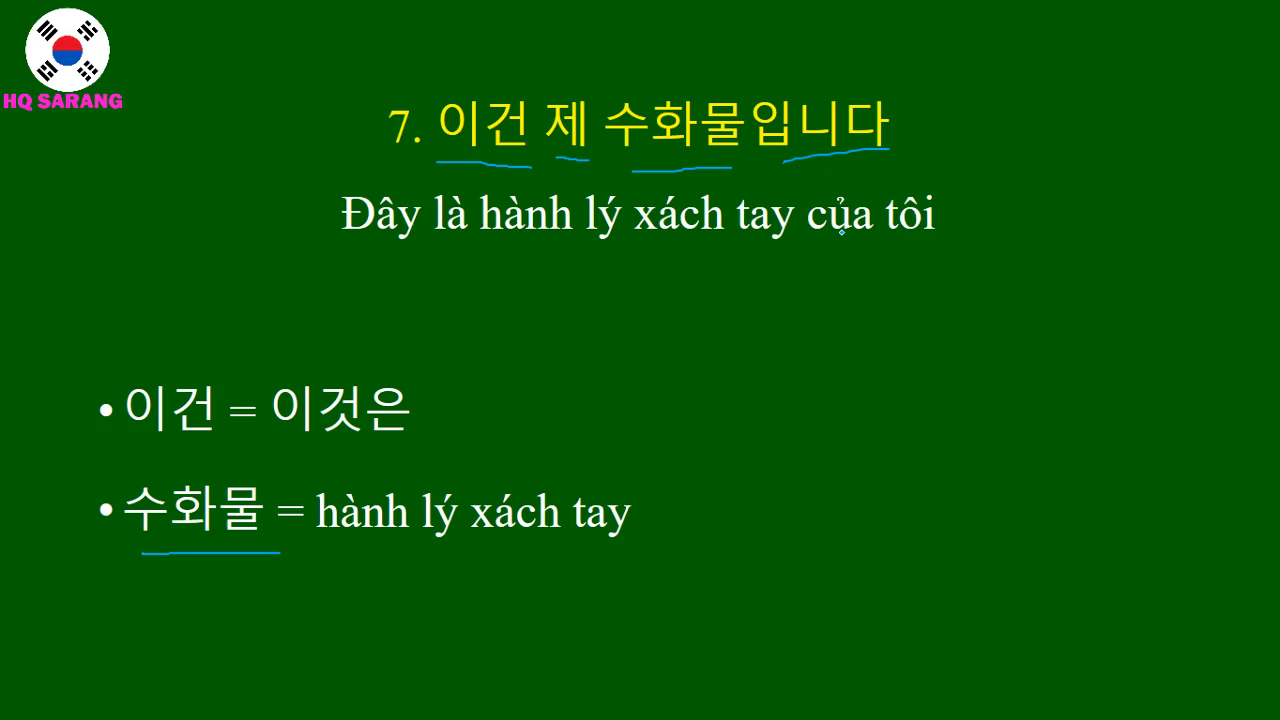 HQ SARANG
7. 이건 제 수화물입니다
Đây là hành lý xách tay của tôi
• 이건 = 이것은
• 수화물 = hành lý xách tay